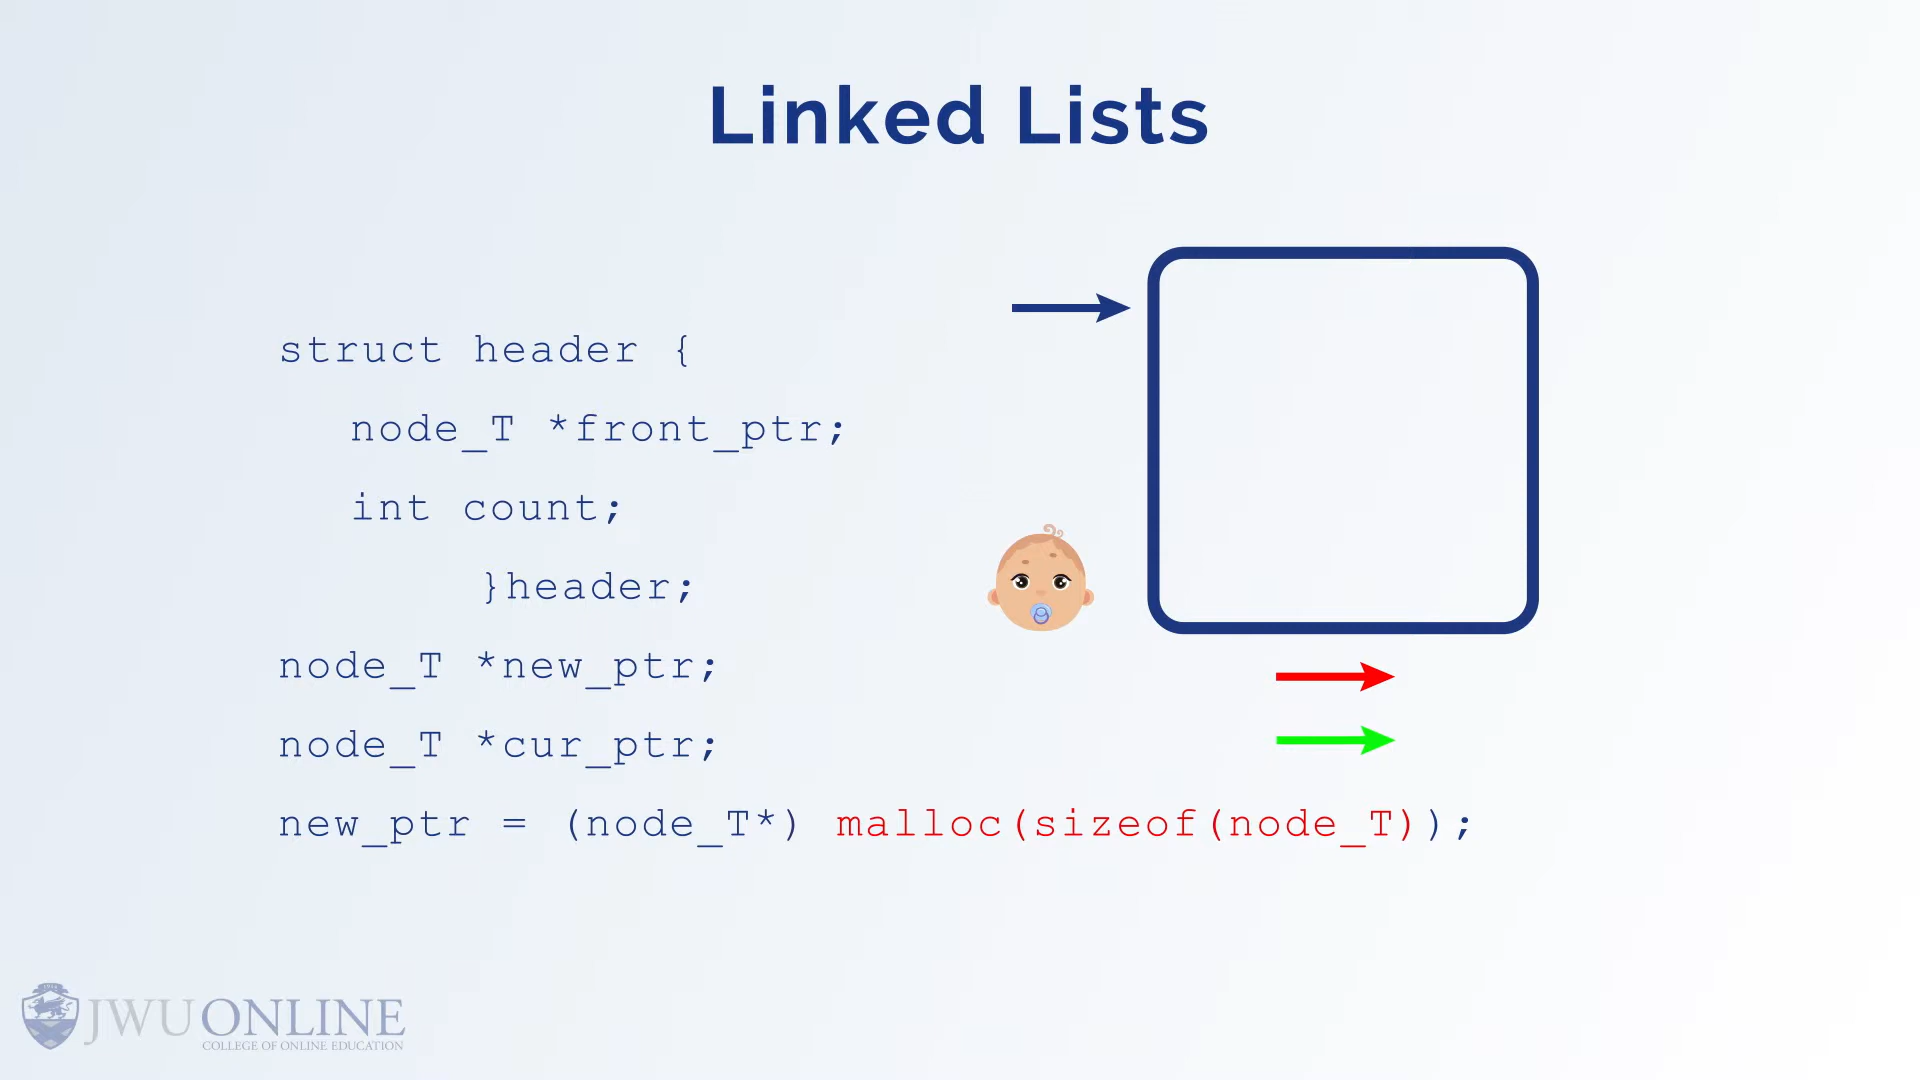 Linked Lists
struct header {
node_T *front_ptr;
int count;
}header;
node_T *new_ptr;
node_T *cur_ptr;
new_ptr = (node_T*) malloc(sizeof(node_T));
JWU ONLINE
COLLEGE OF ONLINE EDUCATION